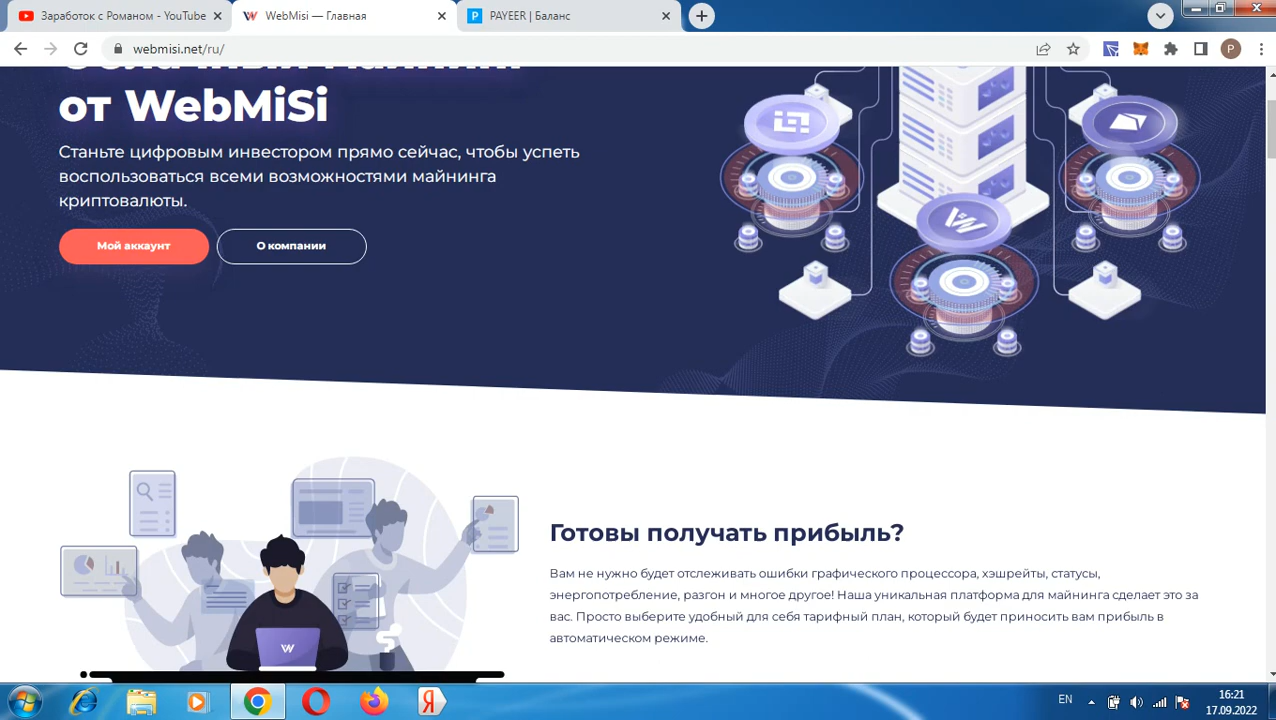 Заработок с Романом - YouTube
WebMisi — Главная
PAYEER | Баланс
webmisi.net/ru/
P
от WebMiSi
Станьте цифровым инвестором прямо сейчас, чтобы успеть
воспользоваться всеми возможностями майнинга
криптовалюты.
Мой аккаунт
О компании
Готовы получать прибыль?
Вам не нужно будет отслеживать ошибки графического процессора, хэшрейты, статусы,
энергопотребление, разгон и многое другое! Наша уникальная платформа для майнинга сделает это за
вас. Просто выберите удобный для себя тарифный план, который будет приносить вам прибыль в
автоматическом режиме.
EN
16:21
17.09.2022